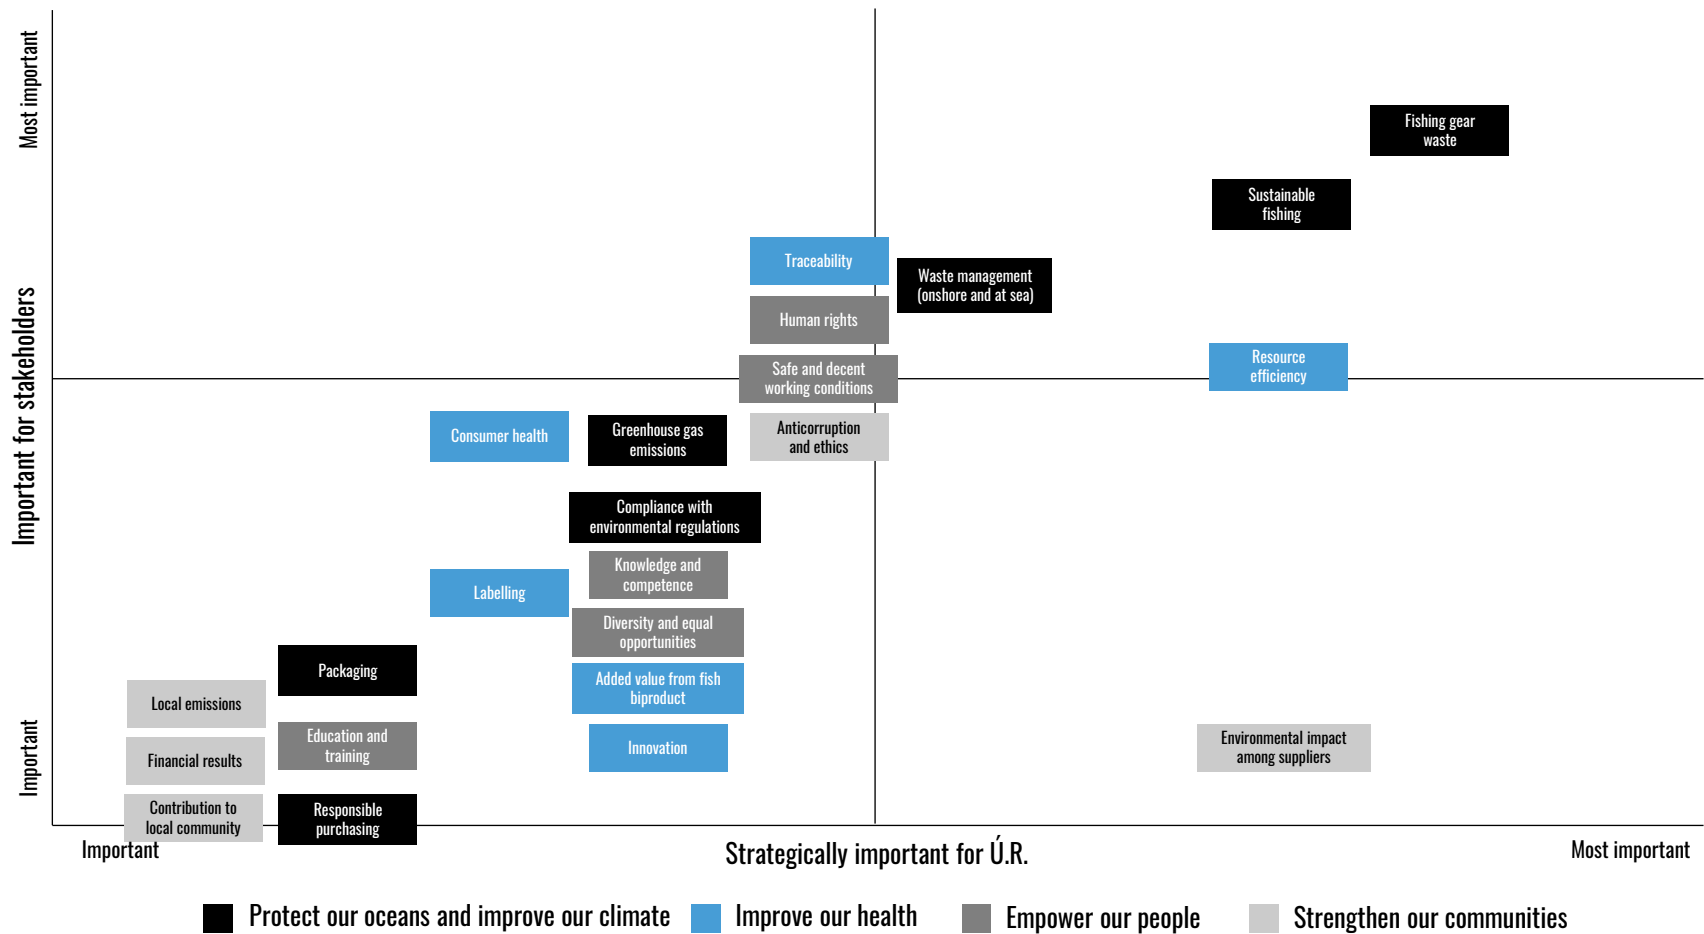 Most important
Important for stakeholders
Important
Fishing gear
waste
Sustainable
fishing
Traceability
Waste management
(onshore and at sea)
Human rights
Safe and decent
working conditions
Resource
efficiency
Consumer health
Greenhouse gas
emissions
Anticorruption
and ethics
Compliance with
environmental regulations
Knowledge and
competence
Labelling
Diversity and equal
opportunities
Packaging
Added value from fish
biproduct
Local emissions
Education and
training
Innovation
Environmental impact
among suppliers
Financial results
Contribution to
local community
Responsible
purchasing
Important
Strategically important for Ú.R.
Most important
Protect our oceans and improve our climate
Improve our health
Empower our people
Strengthen our communities